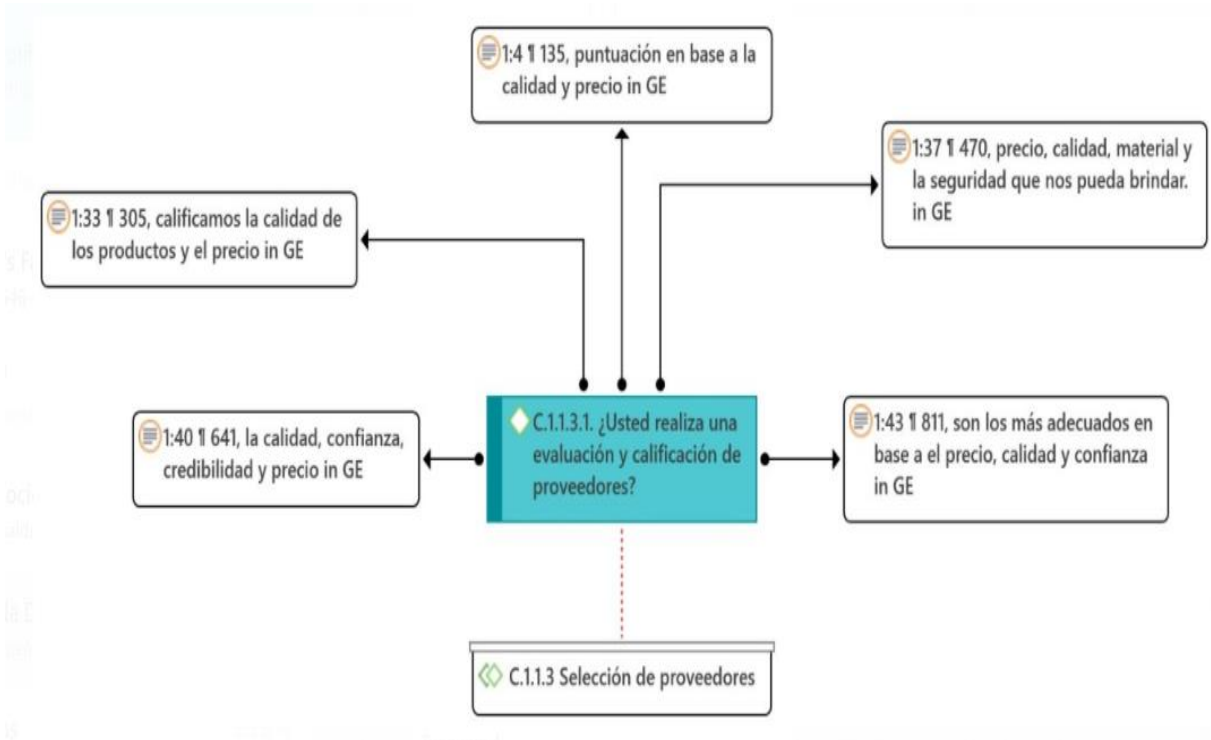 1:4 ¶ 135, puntuación en base a la
calidad y precio in GE
1:37 ¶ 470, precio, calidad, material y
la seguridad que nos pueda brindar.
in GE
1:33 ¶ 305, calificamos la calidad de
los productos y el precio in GE
1:40 ¶ 641, la calidad, confianza,
credibilidad y precio in GE
C.1.1.3.1. ¿Usted realiza una
evaluación y calificación de
proveedores?
1:43 ¶ 811, son los más adecuados en
base a el precio, calidad y confianza
in GE
C.1.1.3 Selección de proveedores